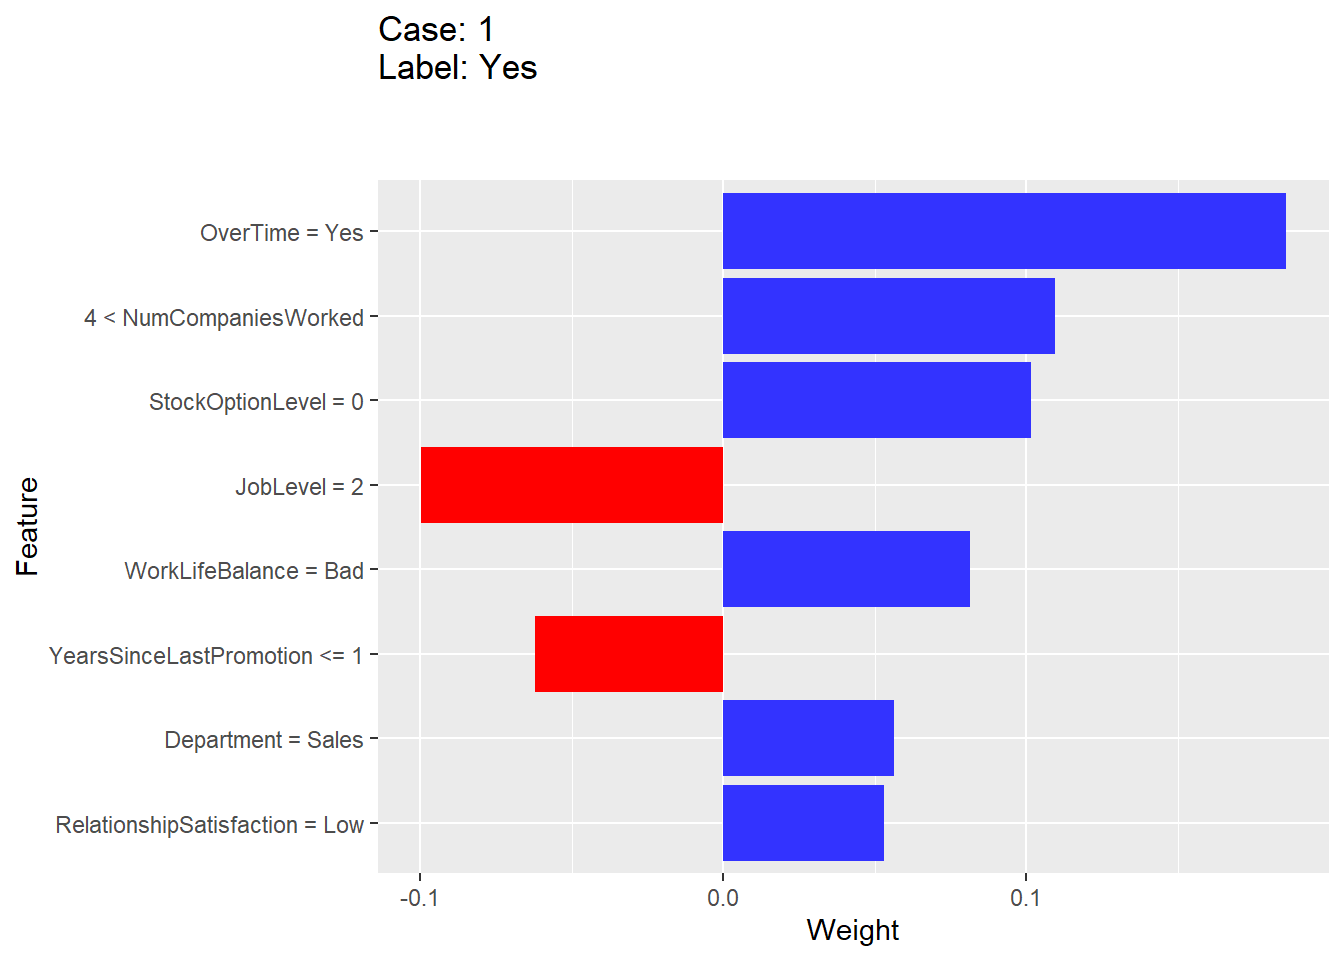 Case: 1
Label: Yes
OverTime = Yes
4 < NumCompaniesWorked
StockOptionLevel = 0
JobLevel = 2
WorkLifeBalance = Bad
YearsSinceLastPromotion <= 1
Department = Sales
RelationshipSatisfaction = Low
Feature
-0.1 0.0 0.1
Weight